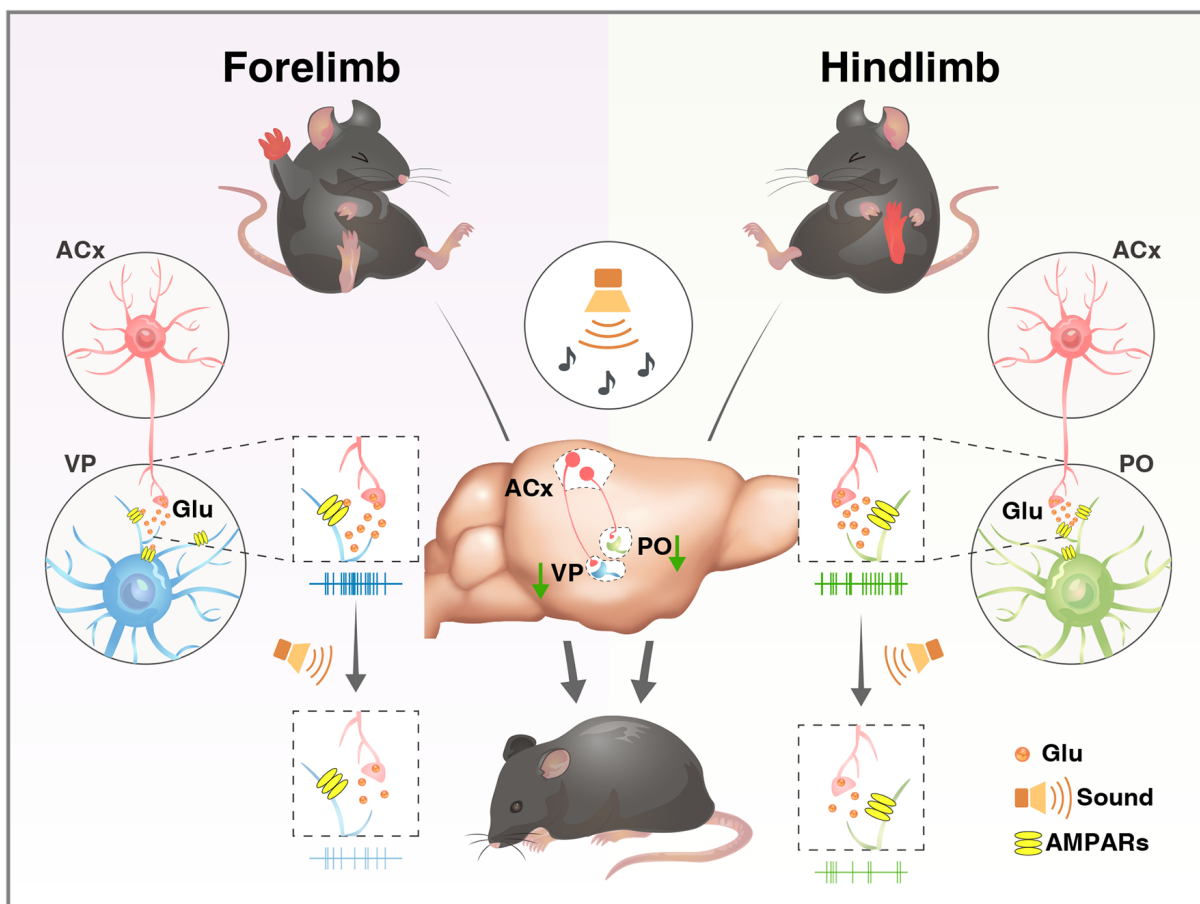 Forelimb
Hindlimb
ACx
ACx
VP
PO
Glu
Glu
ACx
PO
VP
Glu
Sound
AMPARs